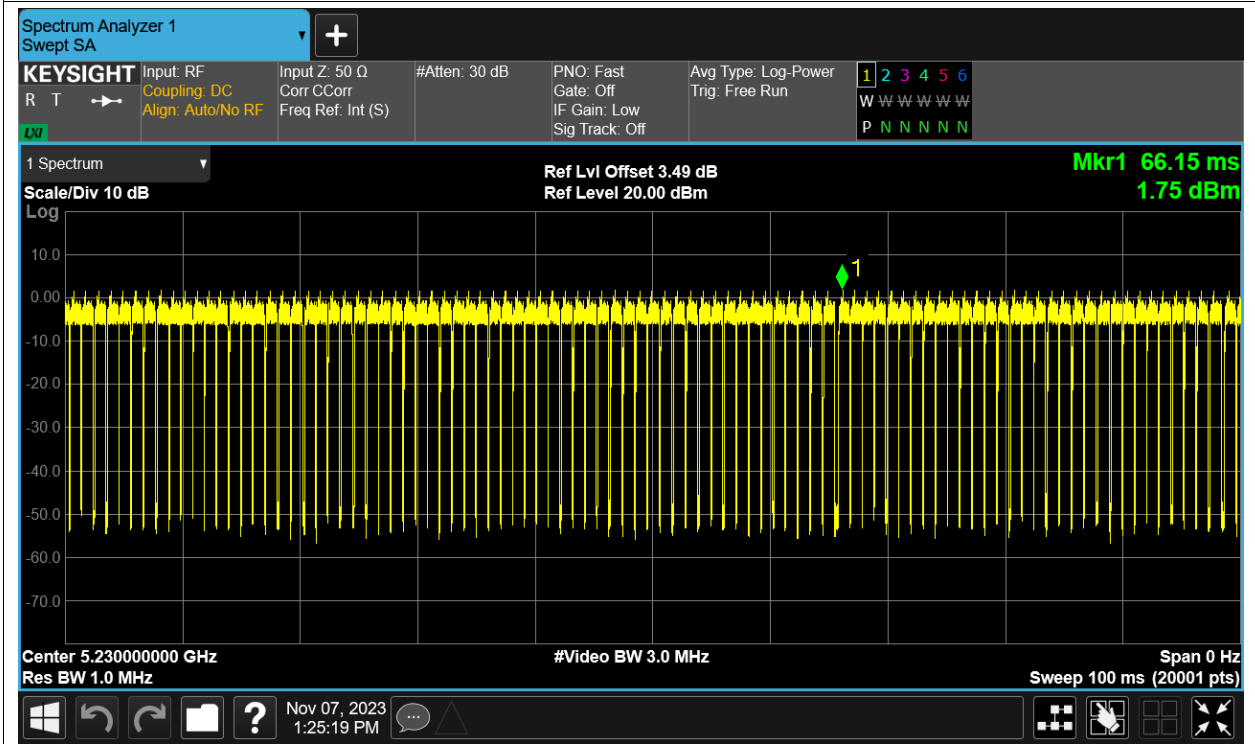 Spectrum Analyzer 1
Swept SA
+
KEYSIGHT
R T
LXI
Input: RF
Coupling: DC
Align: Auto/No RF
Input Z: 50 Ω
Corr CCorr
Freq Ref: Int (S)
#Atten: 30 dB
PNO: Fast
Gate: Off
IF Gain: Low
Sig Track: Off
Avg Type: Log-Power
Trig: Free Run
1 2 3 4 5 6
W W W W W W
P N N N N N
1 Spectrum
Scale/Div 10 dB
Ref Lvl Offset 3.49 dB
Ref Level 20.00 dBm
Mkr1 66.15 ms
1.75 dBm
Log
10.0
0.00
-10.0
-20.0
-30.0
-40.0
-50.0
-60.0
-70.0
1
Center 5.230000000 GHz
Res BW 1.0 MHz
#Video BW 3.0 MHz
Span 0 Hz
Sweep 100 ms (20001 pts)
?
Nov 07, 2023
1:25:19 PM